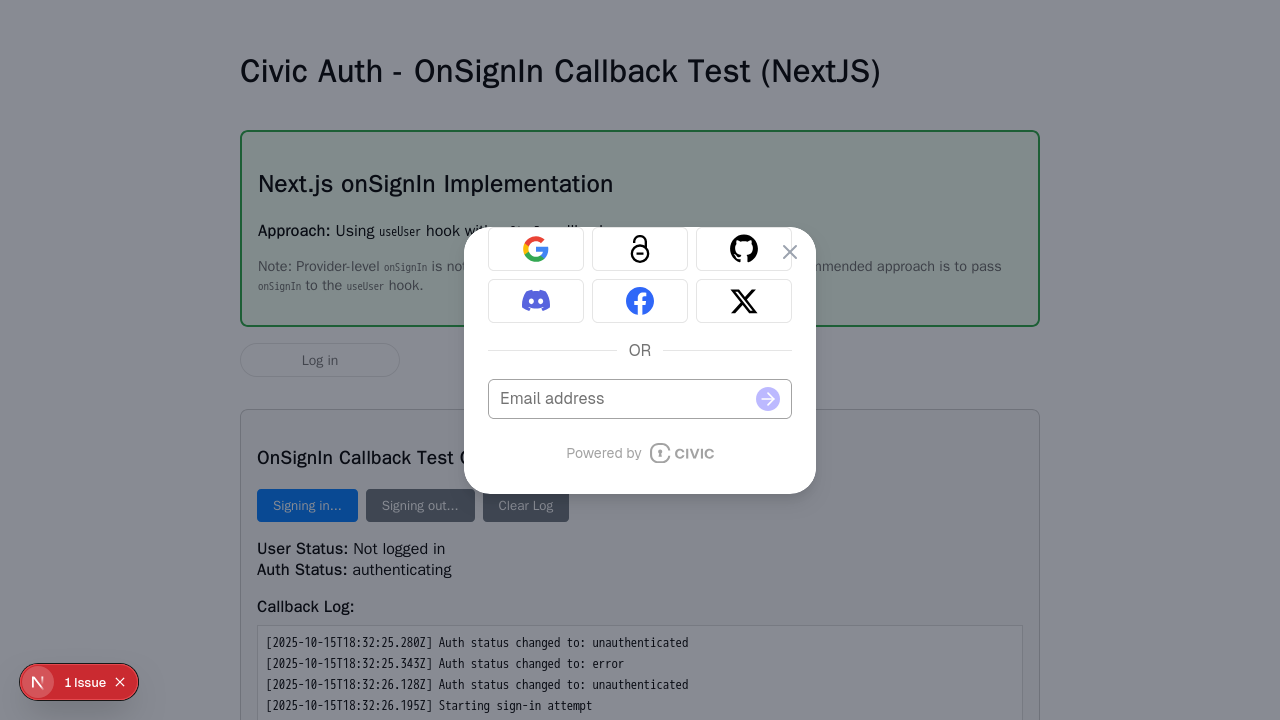 Civic Auth - OnSignIn Callback Test (NextJS)
Next.js onSignIn Implementation
Approach: Using useUser hook with
Note: Provider-level onSignIn is not
mmended approach is to pass
onSignIn to the useUser hook.
Log in
OR
Email address
Powered by CIVIC
OnSignIn Callback Test
Signing in...
Signing out...
Clear Log
User Status: Not logged in
Auth Status: authenticating
Callback Log:
[2025-10-15T18:32:25.280Z] Auth status changed to: unauthenticated
[2025-10-15T18:32:25.343Z] Auth status changed to: error
[2025-10-15T18:32:26.128Z] Auth status changed to: unauthenticated
[2025-10-15T18:32:26.195Z] Starting sign-in attempt
1 Issue